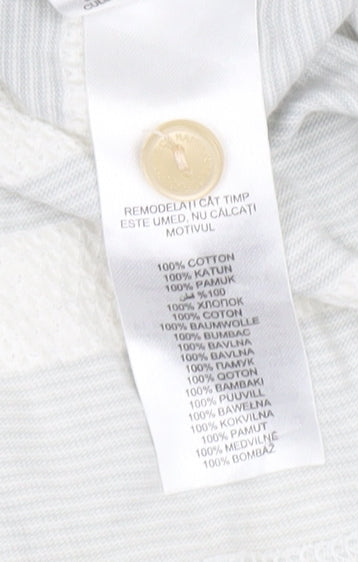 REMODELAȚI CÂT TIMP
ESTE UMED, NU CĂLCAȚI
MOTIVUL
100% COTTON
100% KATUN
100% PAMUK
%100 قطن
100% ХЛОПОК
100% COTON
100% BAUMWOLLE
100% BUMBAC
100% BAVLNA
100% BAVLNA
100% ПАМУК
100% QOTON
100% BAMBAKI
100% PUUVILL
100% BAWEŁNA
100% KOKVILNA
100% PAMUT
100% MEDVILNĖ
100% BOMBAŽ